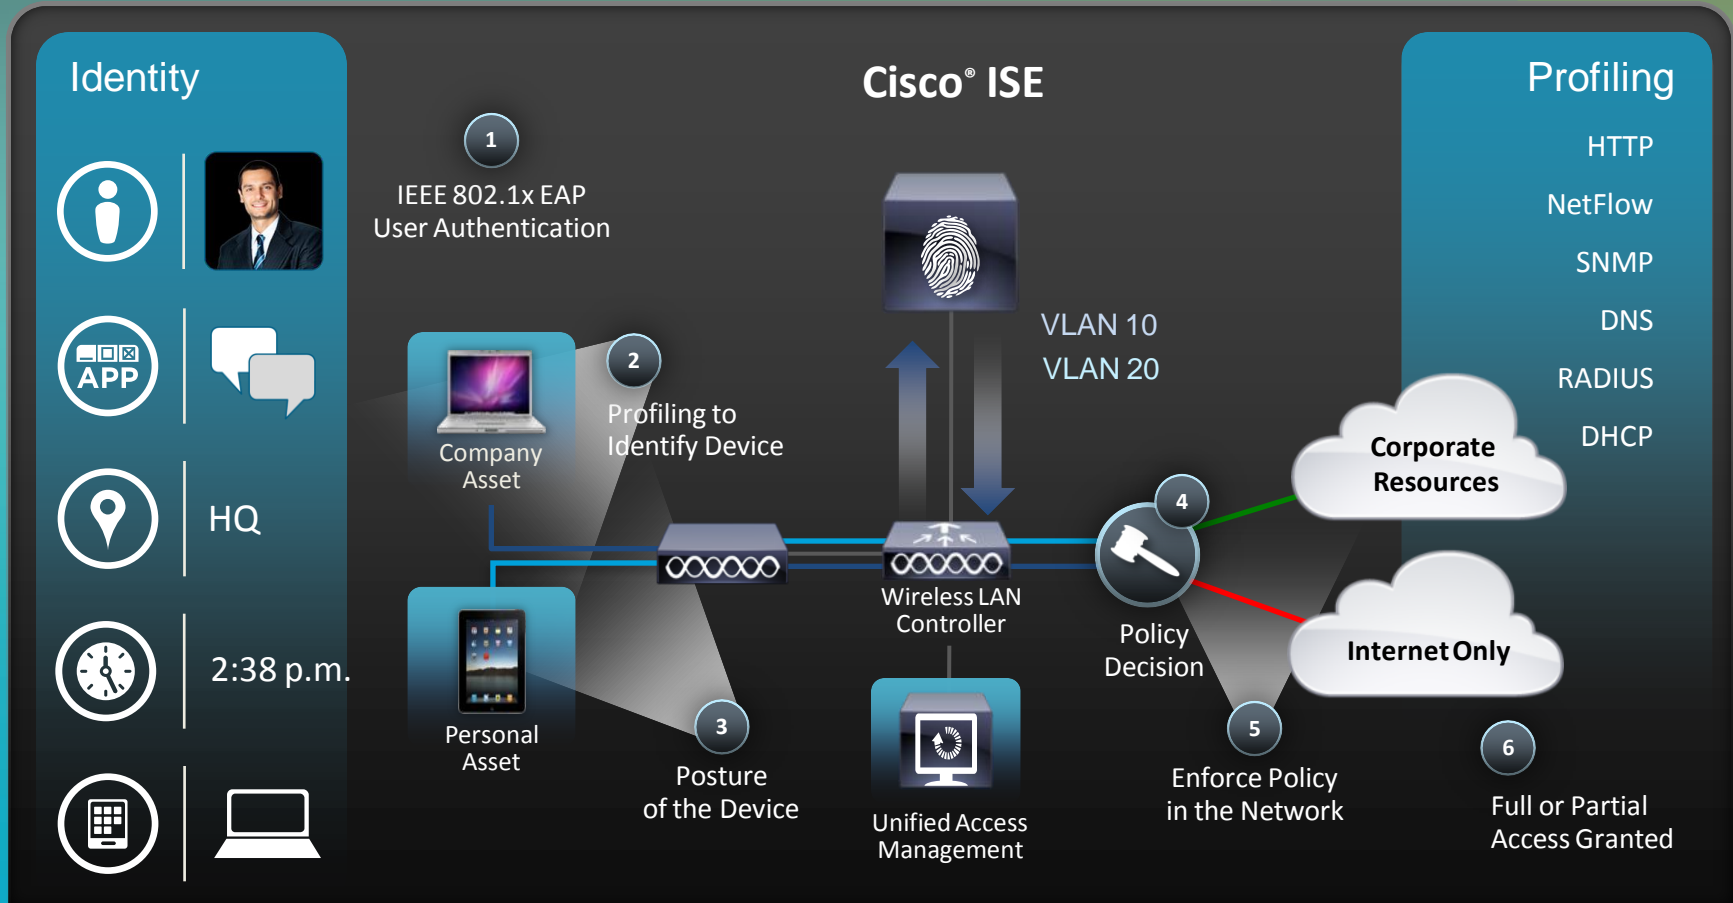 Identity
APP
HQ
2:38 p.m.
1
IEEE 802.1x EAP
User Authentication
Company
Asset
2
Profiling to
Identify Device
Personal
Asset
3
Posture
of the Device
Cisco® ISE
VLAN 10
VLAN 20
Wireless LAN
Controller
Unified Access
Management
4
Policy
Decision
5
Enforce Policy
in the Network
Profiling
HTTP
NetFlow
SNMP
DNS
RADIUS
DHCP
Corporate
Resources
Internet Only
6
Full or Partial
Access Granted